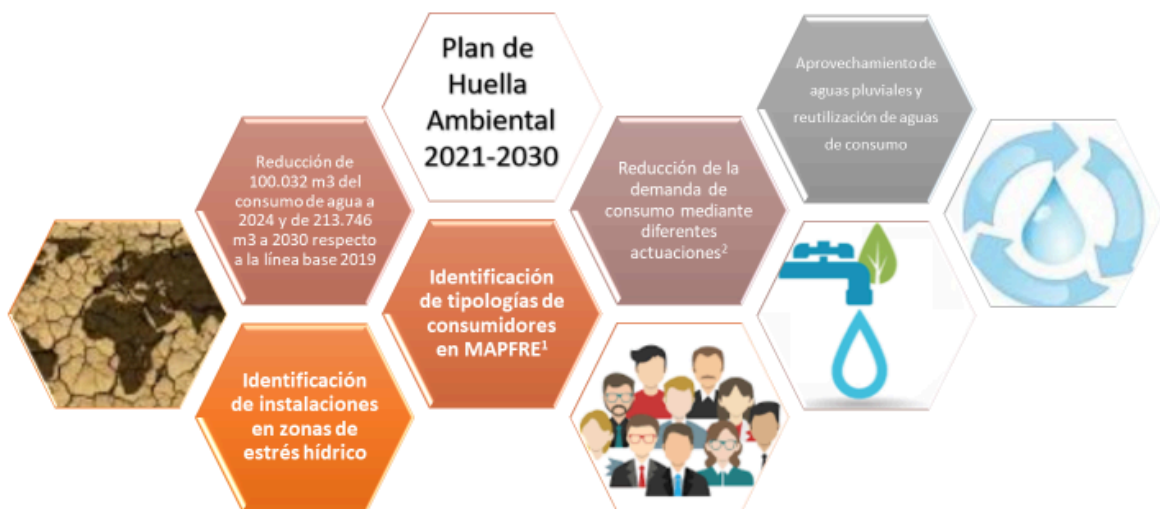 Plan de
Huella
Ambiental
2021-2030
Aprovechamiento de
aguas pluviales y
reutilización de aguas
de consumo
Reducción de
100.032 m3 del
consumo de agua a
2024 y de 213.746
m3 a 2030 respecto
a la línea base 2019
Reducción de la
demanda de
consumo mediante
diferentes
actuaciones²
Identificación
de tipologías de
consumidores
en MAPFRE¹
Identificación
de instalaciones
en zonas de
estrés hídrico